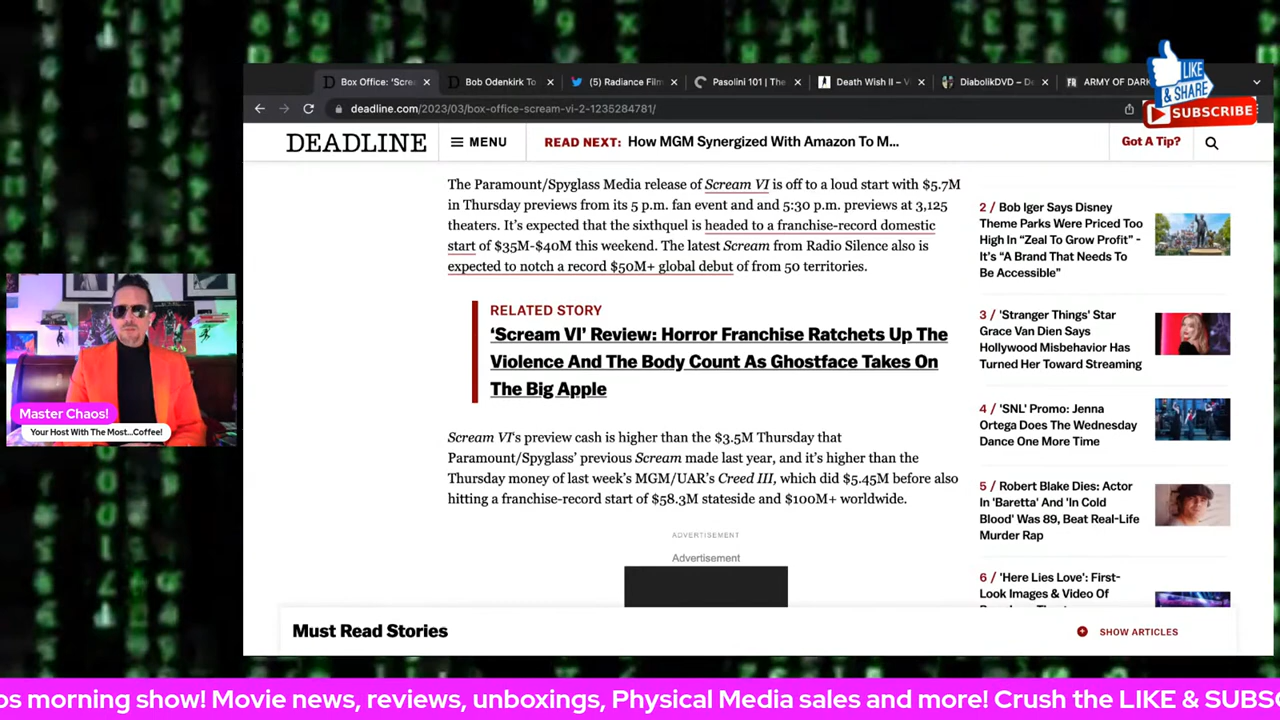 Box Office: 'Screa
Bob Odenkirk To
(5) Radiance Film
Pasolini 101 | The
Death Wish II – V
DiabolikDVD – De
ARMY OF DARK
LIKE
& SHARE
SUBSCRIBE
deadline.com/2023/03/box-office-scream-vi-2-1235284781/
DEADLINE
MENU
READ NEXT: How MGM Synergized With Amazon To M...
Got A Tip?
The Paramount/Spyglass Media release of Scream VI is off to a loud start with $5.7M
in Thursday previews from its 5 p.m. fan event and and 5:30 p.m. previews at 3,125
theaters. It's expected that the sixthquel is headed to a franchise-record domestic
start of $35M-$40M this weekend. The latest Scream from Radio Silence also is
expected to notch a record $50M+ global debut of from 50 territories.
RELATED STORY
'Scream VI' Review: Horror Franchise Ratchets Up The
Violence And The Body Count As Ghostface Takes On
The Big Apple
Scream VI's preview cash is higher than the $3.5M Thursday that
Paramount/Spyglass' previous Scream made last year, and it's higher than the
Thursday money of last week's MGM/UAR's Creed III, which did $5.45M before also
hitting a franchise-record start of $58.3M stateside and $100M+ worldwide.
ADVERTISEMENT
Advertisement
2 / Bob Iger Says Disney
Theme Parks Were Priced Too
High In "Zeal To Grow Profit" -
It's "A Brand That Needs To
Be Accessible"
3 / 'Stranger Things' Star
Grace Van Dien Says
Hollywood Misbehavior Has
Turned Her Toward Streaming
4 / 'SNL' Promo: Jenna
Ortega Does The Wednesday
Dance One More Time
5 / Robert Blake Dies: Actor
In 'Baretta' And 'In Cold
Blood' Was 89, Beat Real-Life
Murder Rap
6 / 'Here Lies Love': First-
Look Images & Video Of
Must Read Stories
SHOW ARTICLES
Master Chaos!
Your Host With The Most...Coffee!
os morning show! Movie news, reviews, unboxings, Physical Media sales and more! Crush the LIKE & SUBSC